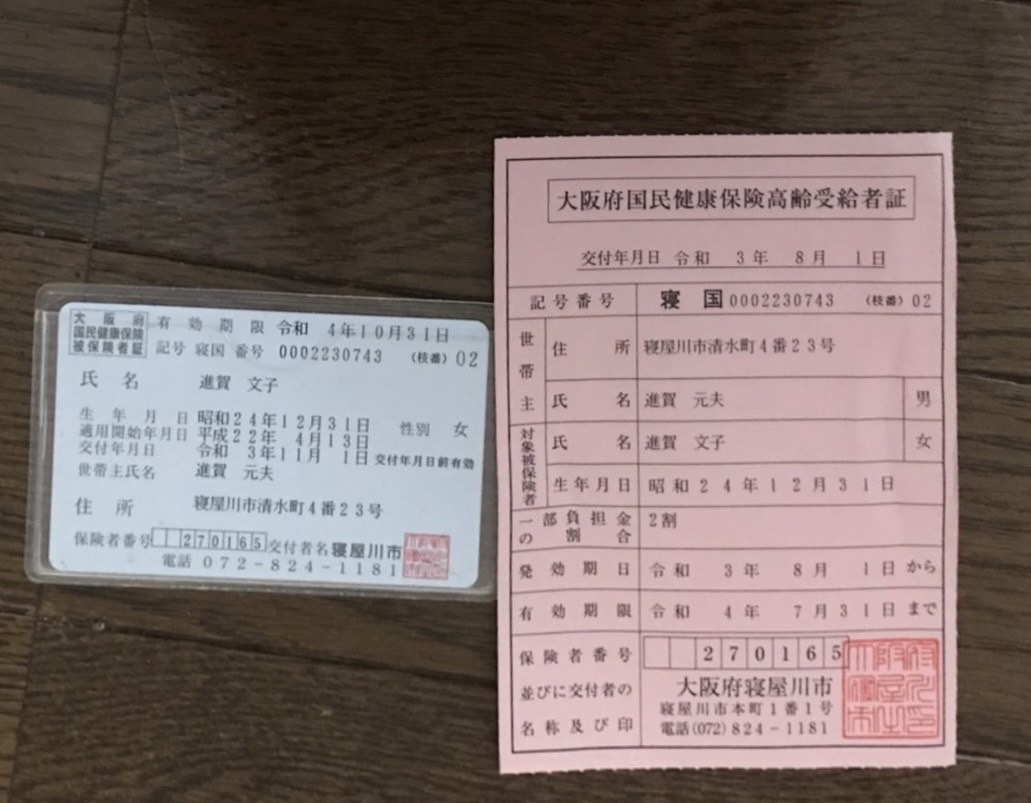 大阪府
国民健康保険
被保険者証
有効期限 令和 4年10月31日
記号 寝国 番号 0002230743 (枝番) 02
氏名 進賀 文子
生年月日 昭和24年12月31日 性別 女
適用開始年月日 平成22年 4月13日
交付年月日 令和 3年11月 1日 交付年月日前有効
世帯主氏名 進賀 元夫
住所 寝屋川市清水町4番23号
保険者番号 270165 交付者名 寝屋川市
電話 072-824-1181
大阪府国民健康保険高齢受給者証
交付年月日 令和 3年 8月 1日
記号番号 寝国 0002230743 (枝番) 02
世帯主
住所 寝屋川市清水町4番23号
氏名 進賀 元夫 男
対象被保険者
氏名 進賀 文子 女
生年月日 昭和24年12月31日
一部負担金の割合 2割
発効期日 令和 3年 8月 1日から
有効期限 令和 4年 7月31日まで
保険者番号 270165
並びに交付者の 大阪府寝屋川市
寝屋川市本町1番1号
名称及び印 電話(072)824-1181